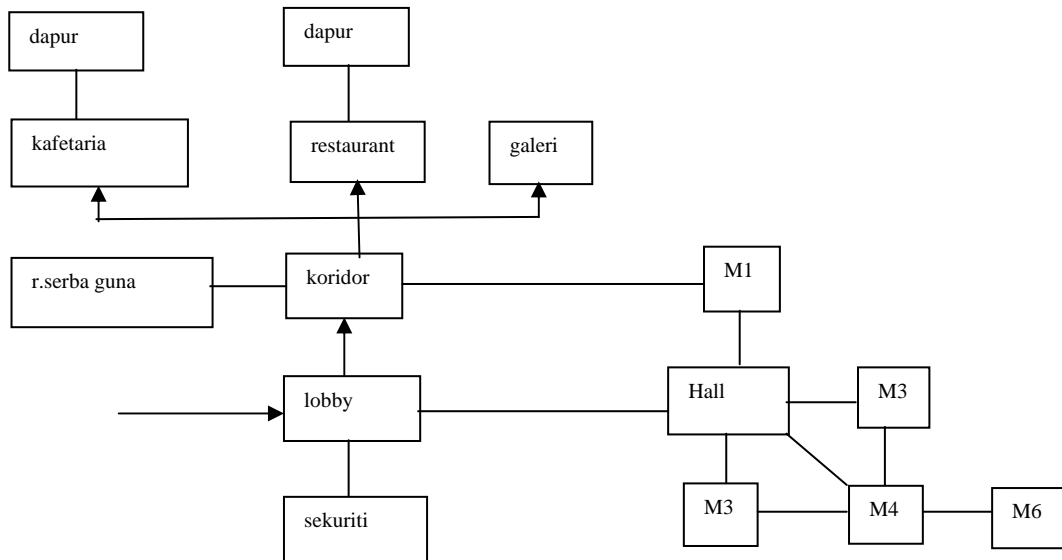 dapur
dapur
kafetaria
restaurant
galeri
r.serba guna
koridor
M1
lobby
Hall
M3
sekuriti
M3
M4
M6